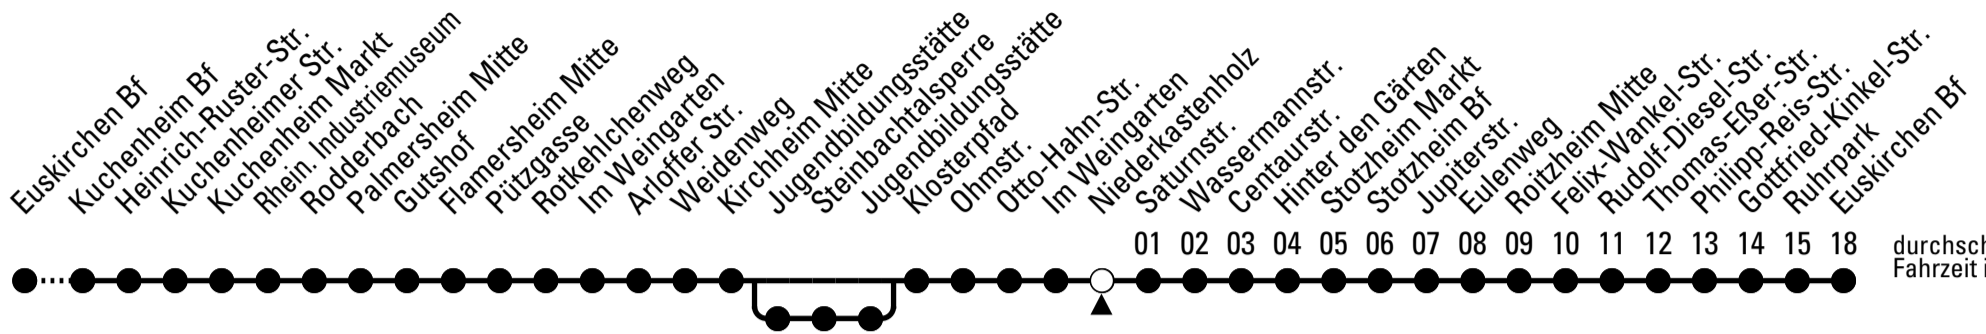 Euskirchen Bf
Kuchenheim Bf
Heinrich-Ruster-Str.
Kuchenheimer Str.
Kuchenheim Markt
Rhein. Industriemuseum
Rodderbach
Palmersheim Mitte
Gutshof
Flamersheim Mitte
Pützgasse
Rotkehlchenweg
Im Weingarten
Arloffer Str.
Weidenweg
Kirchheim Mitte
Jugendbildungsstätte
Steinbachtalsperre
Jugendbildungsstätte
Klosterpfad
Ohmstr.
Otto-Hahn-Str.
Im Weingarten
Niederkastenholz
Saturnstr.
Wassermannstr.
Centaurstr.
Hinter den Gärten
Stotzheim Markt
Stotzheim Bf
Jupiterstr.
Eulenweg
Roitzheim Mitte
Felix-Wankel-Str.
Rudolf-Diesel-Str.
Thomas-Eßer-Str.
Philipp-Reis-Str.
Gottfried-Kinkel-Str.
Ruhrpark
Euskirchen Bf
01 02 03 04 05 06 07 08 09 10 11 12 13 14 15 18
durchsch
Fahrzeit i